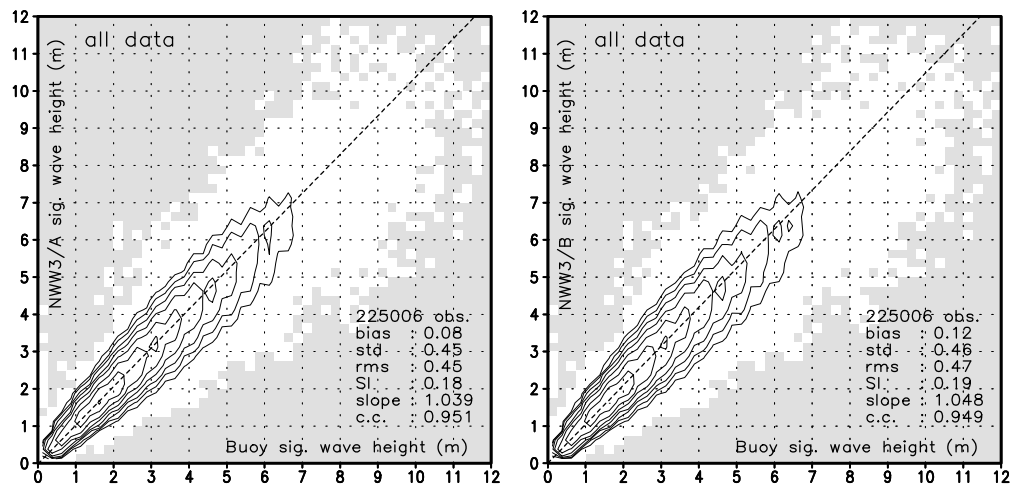 12
11
10
9
8
7
6
5
4
3
2
1
0
NWW3/A sig. wave height (m)
all data
225006 obs.
bias : 0.08
std : 0.45
rms : 0.45
SI : 0.18
slope : 1.039
c.c. : 0.951
Buoy sig. wave height (m)
0 1 2 3 4 5 6 7 8 9 10 11 12
12
11
10
9
8
7
6
5
4
3
2
1
0
NWW3/B sig. wave height (m)
all data
225006 obs.
bias : 0.12
std : 0.46
rms : 0.47
SI : 0.19
slope : 1.048
c.c. : 0.949
Buoy sig. wave height (m)
0 1 2 3 4 5 6 7 8 9 10 11 12